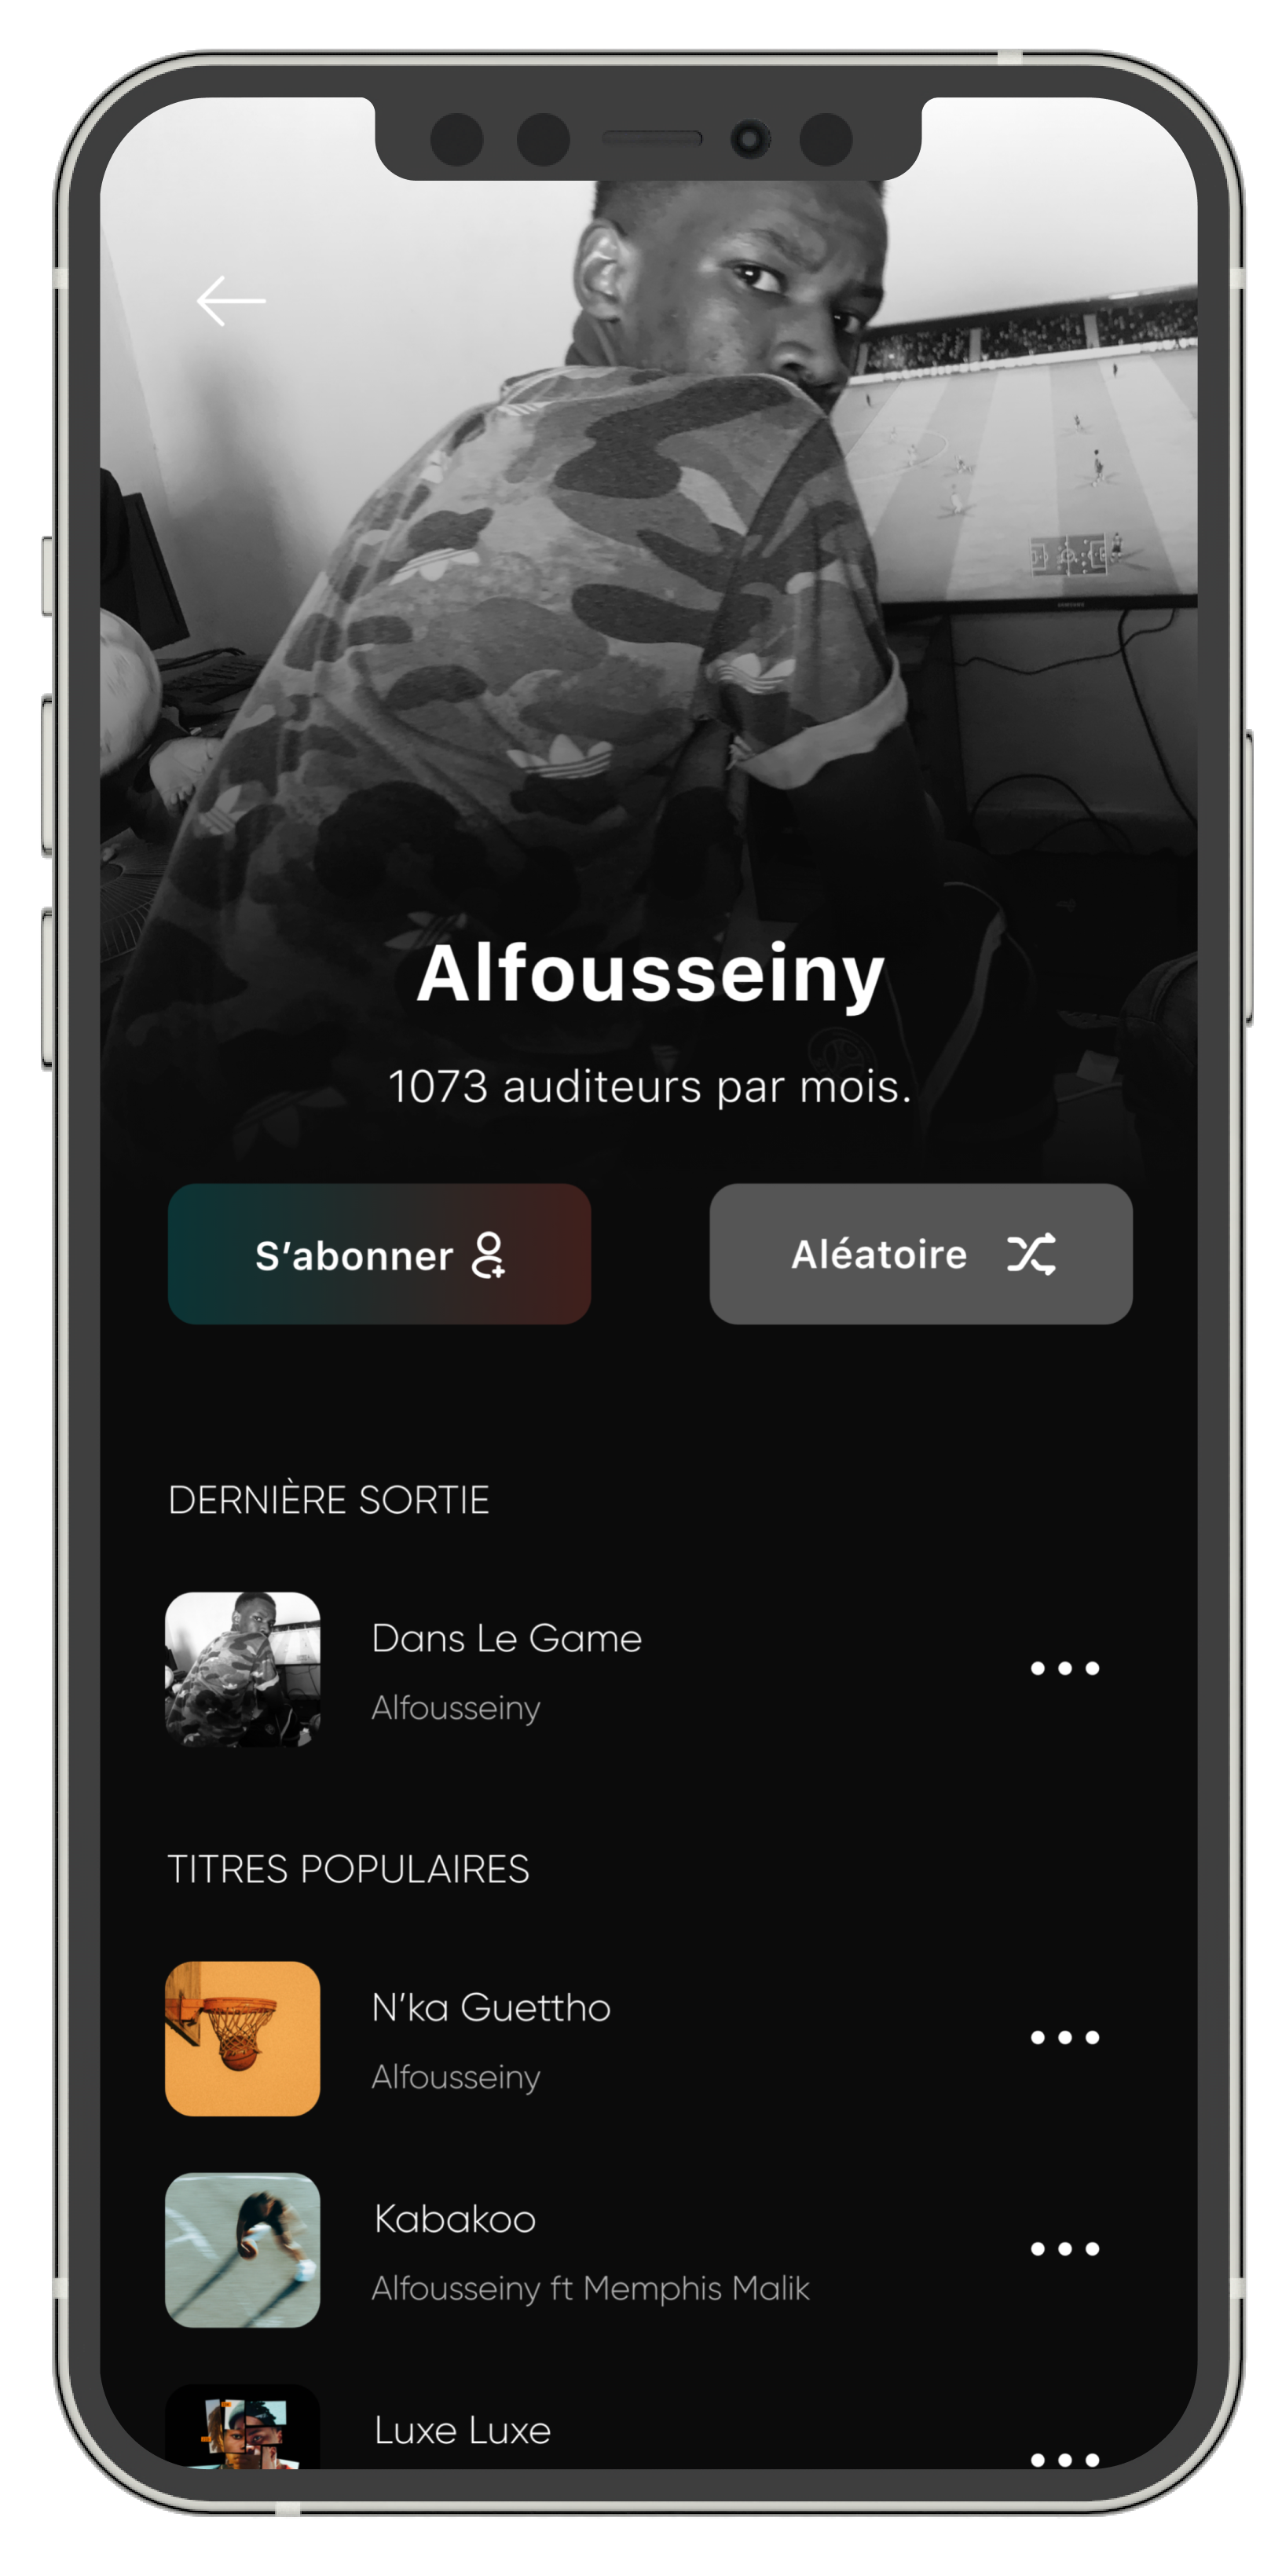 SAMSUNG
Alfousseiny
1073 auditeurs par mois.
S’abonner
Aléatoire
DERNIÈRE SORTIE
Dans Le Game
Alfousseiny
TITRES POPULAIRES
N’ka Guettho
Alfousseiny
Kabakoo
Alfousseiny ft Memphis Malik
Luxe Luxe